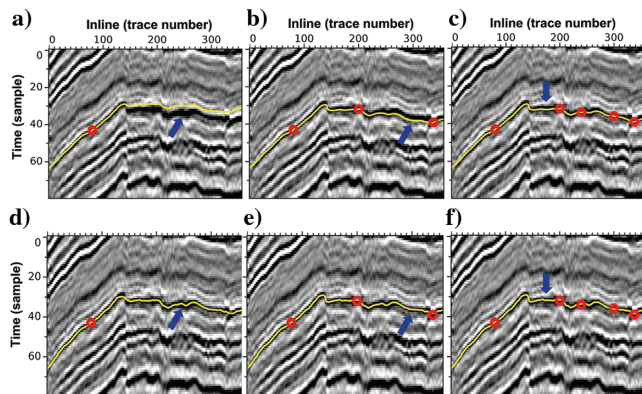 Inline (trace number)
Inline (trace number)
Inline (trace number)
a)
b)
c)
0 100 200 300
0 100 200 300
0 100 200 300
Time (sample)
0
20
40
60
d)
e)
f)
Time (sample)
0
20
40
60